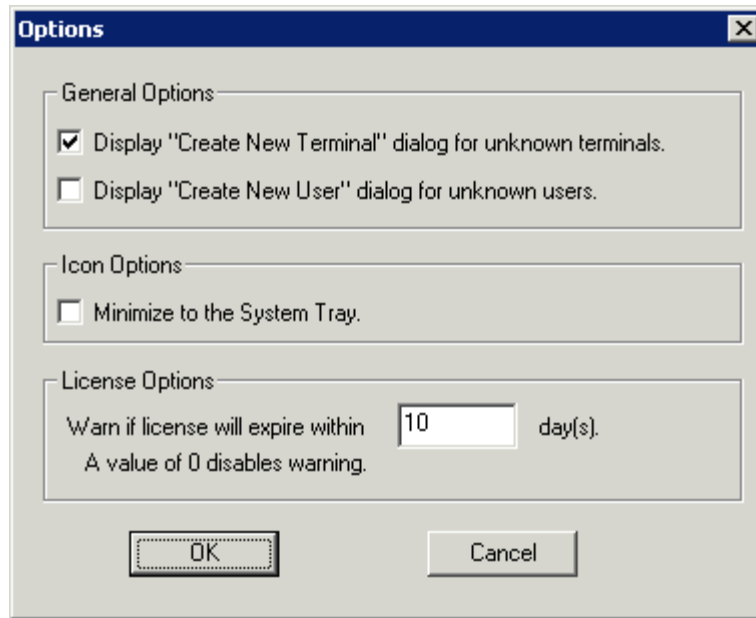 Options
General Options
Display "Create New Terminal" dialog for unknown terminals.
Display "Create New User" dialog for unknown users.
Icon Options
Minimize to the System Tray.
License Options
Warn if license will expire within 10 day(s).
A value of 0 disables warning.
OK Cancel